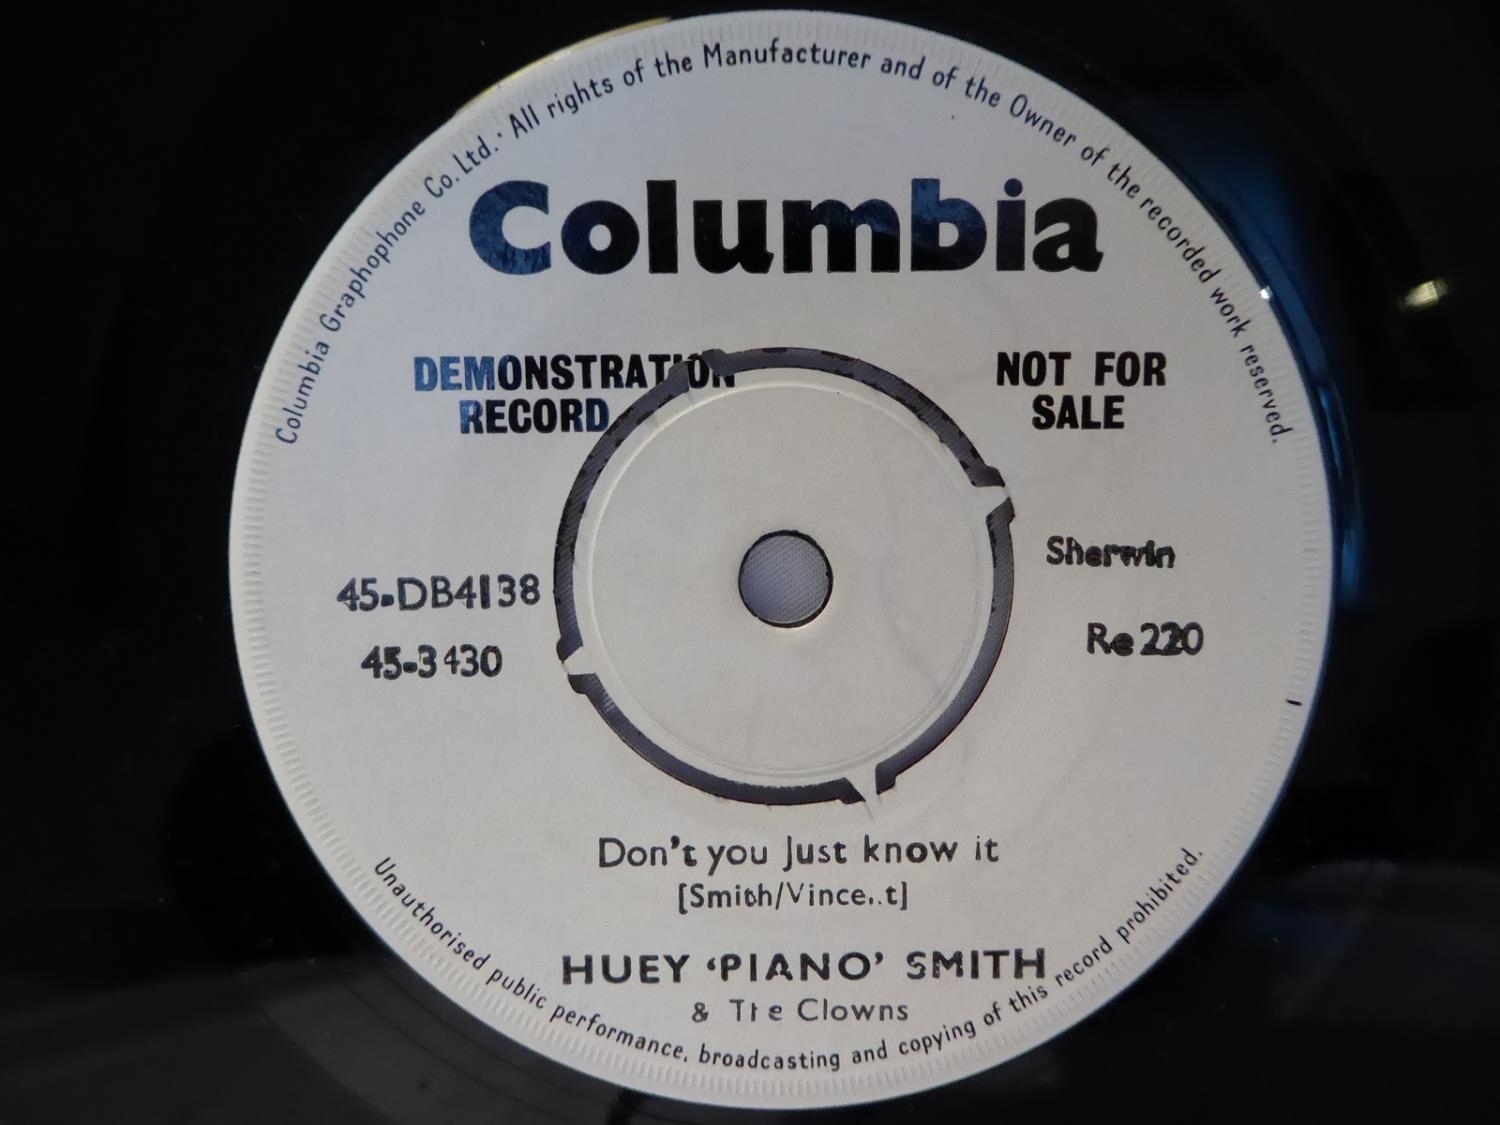 Columbia Graphophone Co. Ltd. · All rights of the Manufacturer and of the Owner of the recorded work reserved.
Columbia
DEMONSTRATION RECORD
NOT FOR SALE
Sherwin
45-DB4138
Re 220
45-3430
Don't you Just know it
[Smith/Vince..t]
HUEY 'PIANO' SMITH
& The Clowns
Unauthorised public performance, broadcasting and copying of this record prohibited.